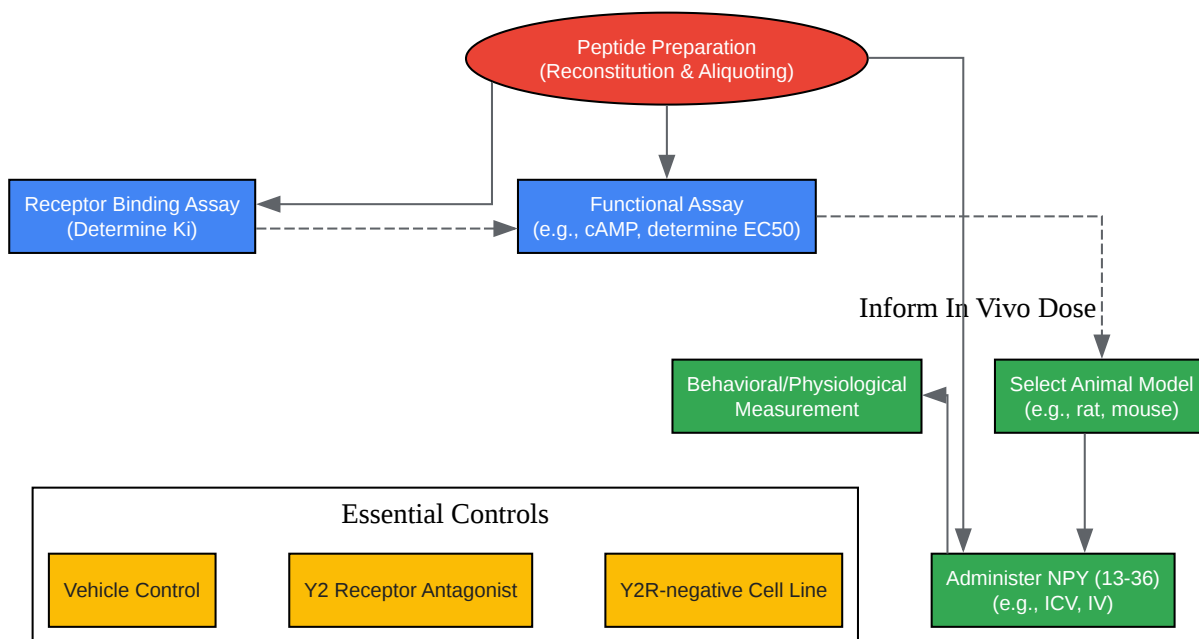 Peptide Preparation
(Reconstitution & Aliquoting)
Receptor Binding Assay
(Determine Ki)
Functional Assay
(e.g., cAMP, determine EC50)
Inform In Vivo Dose
Behavioral/Physiological
Measurement
Select Animal Model
(e.g., rat, mouse)
Essential Controls
Vehicle Control
Y2 Receptor Antagonist
Y2R-negative Cell Line
Administer NPY (13-36)
(e.g., ICV, IV)